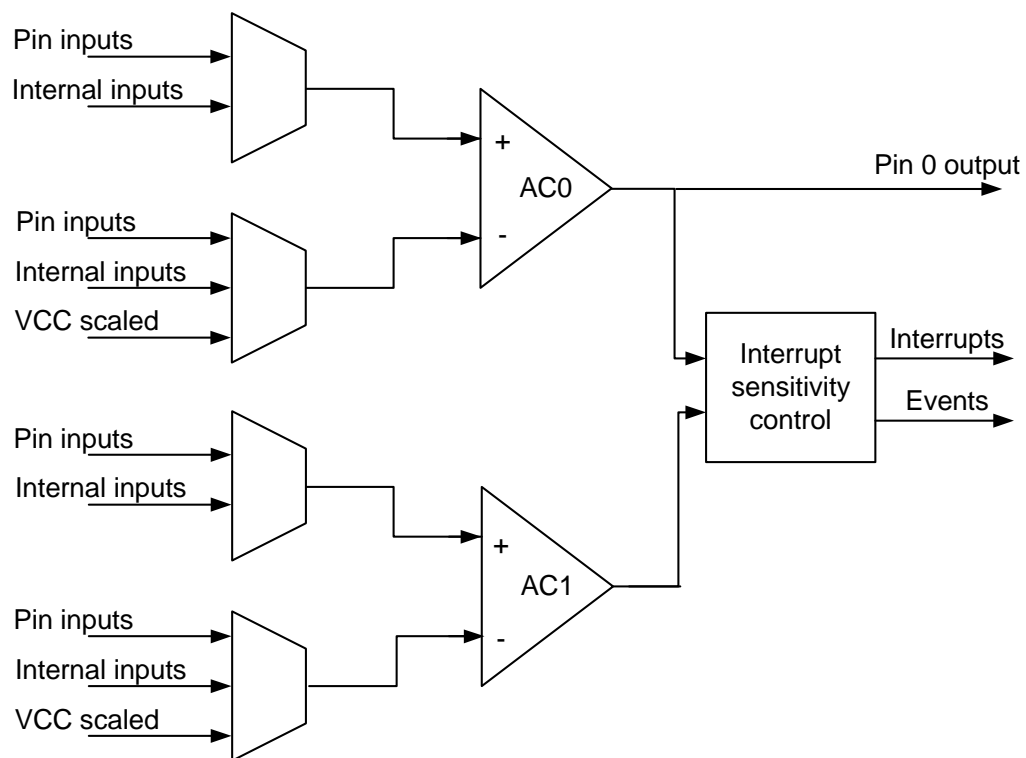 Pin inputs
Internal inputs
+
AC0
-
Pin 0 output
Pin inputs
Internal inputs
VCC scaled
Interrupt
sensitivity
control
Interrupts
Events
Pin inputs
Internal inputs
+
AC1
-
Pin inputs
Internal inputs
VCC scaled